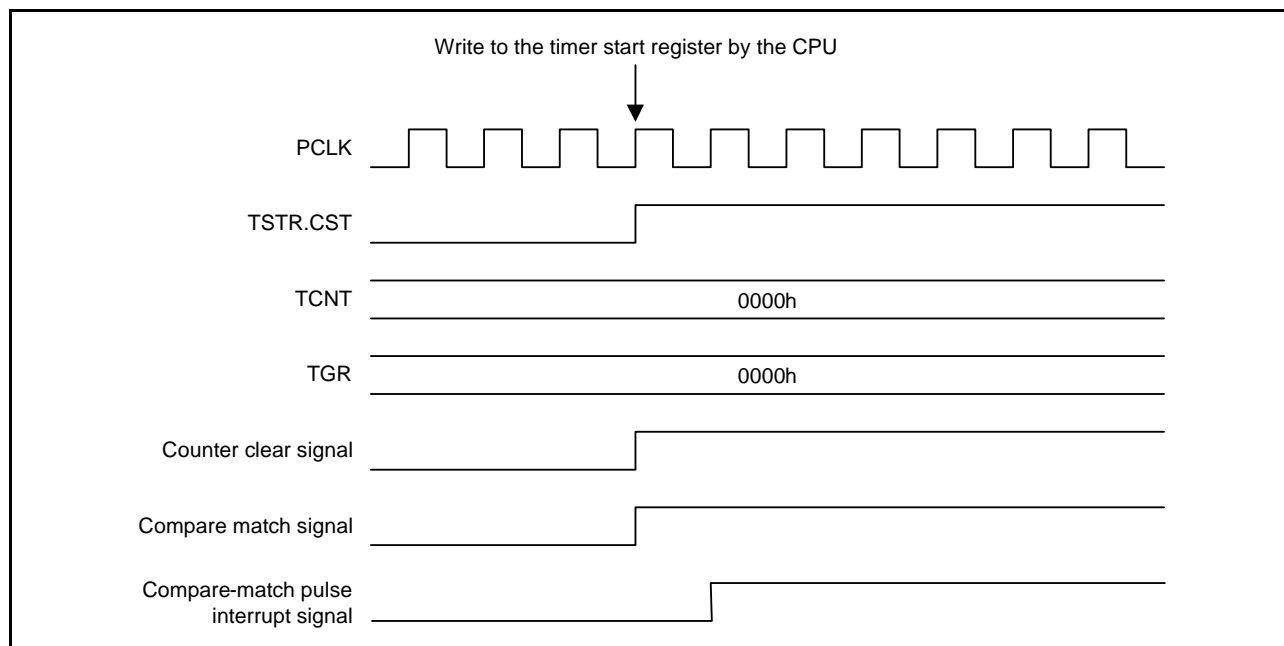 Write to the timer start register by the CPU
PCLK
TSTR.CST
TCNT
0000h
TGR
0000h
Counter clear signal
Compare match signal
Compare-match pulse
interrupt signal